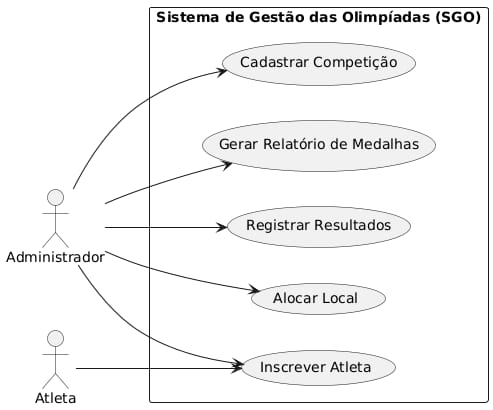 Sistema de Gestão das Olimpíadas (SGO)
Cadastrar Competição
Gerar Relatório de Medalhas
Registrar Resultados
Administrador
Alocar Local
Inscrever Atleta
Atleta